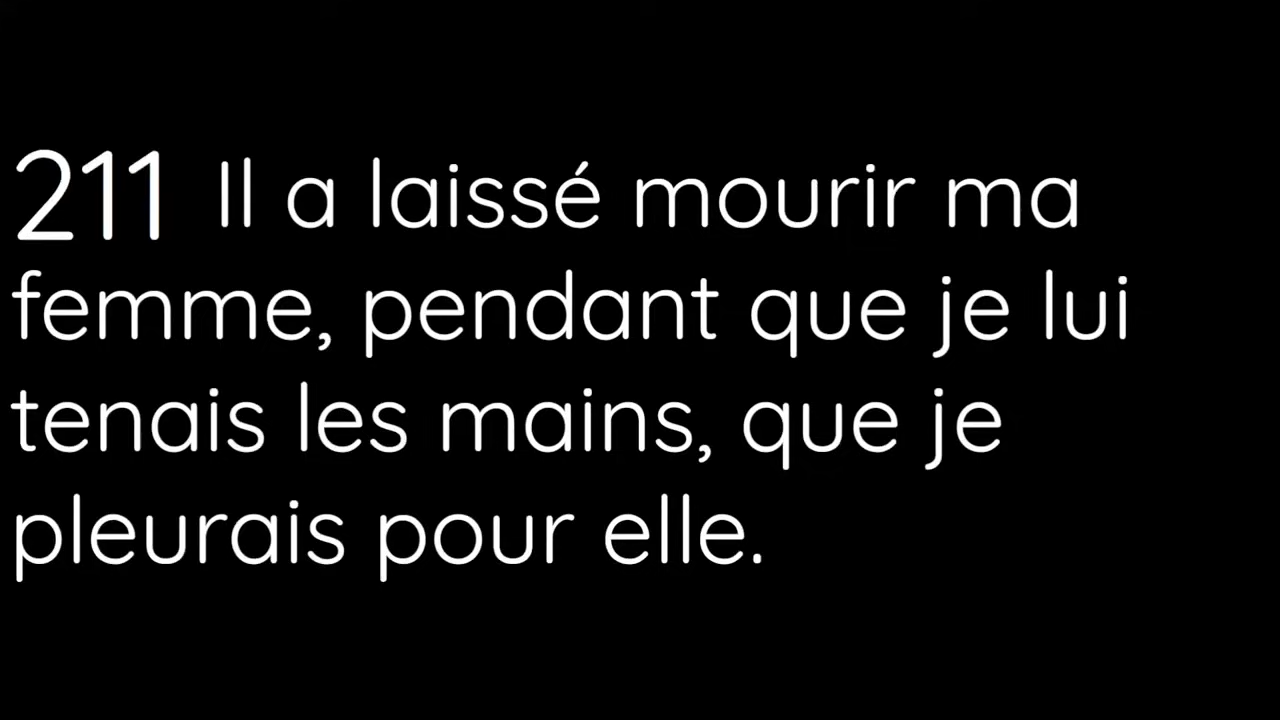 211 Il a laissé mourir ma
femme, pendant que je lui
tenais les mains, que je
pleurais pour elle.